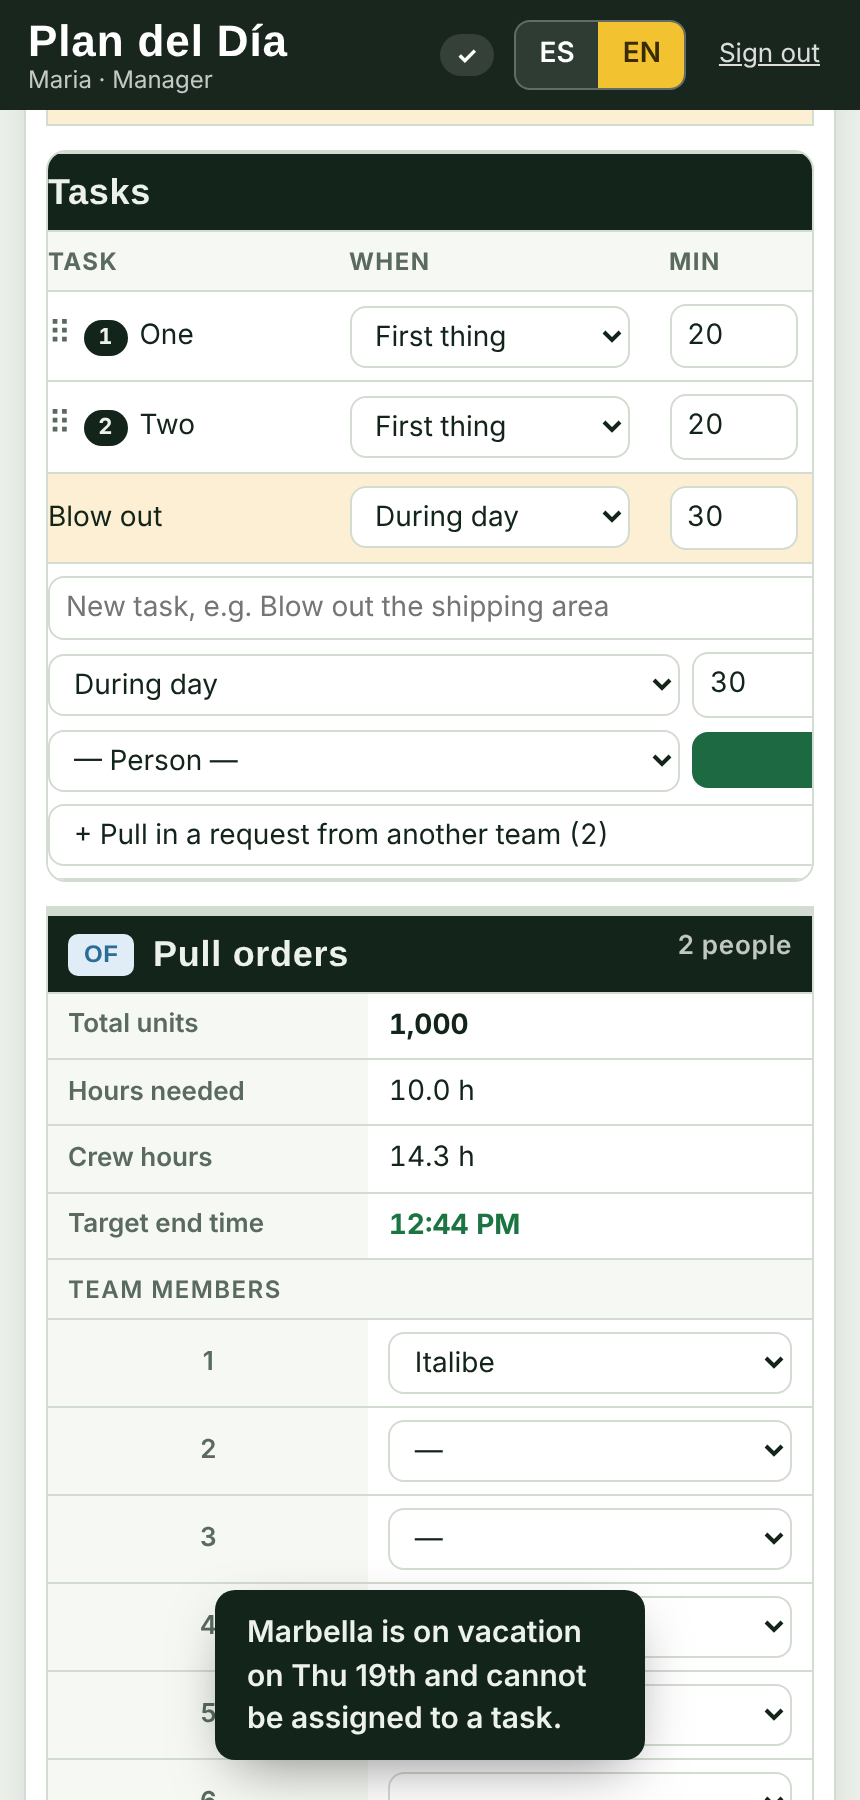 Plan del Día
Maria · Manager
ES EN
Sign out
Tasks
TASK WHEN MIN
1 One First thing 20
2 Two First thing 20
Blow out During day 30
New task, e.g. Blow out the shipping area
During day 30
— Person —
+ Pull in a request from another team (2)
OF Pull orders 2 people
Total units 1,000
Hours needed 10.0 h
Crew hours 14.3 h
Target end time 12:44 PM
TEAM MEMBERS
1 Italibe
2 —
3 —
4
5
Marbella is on vacation
on Thu 19th and cannot
be assigned to a task.
6